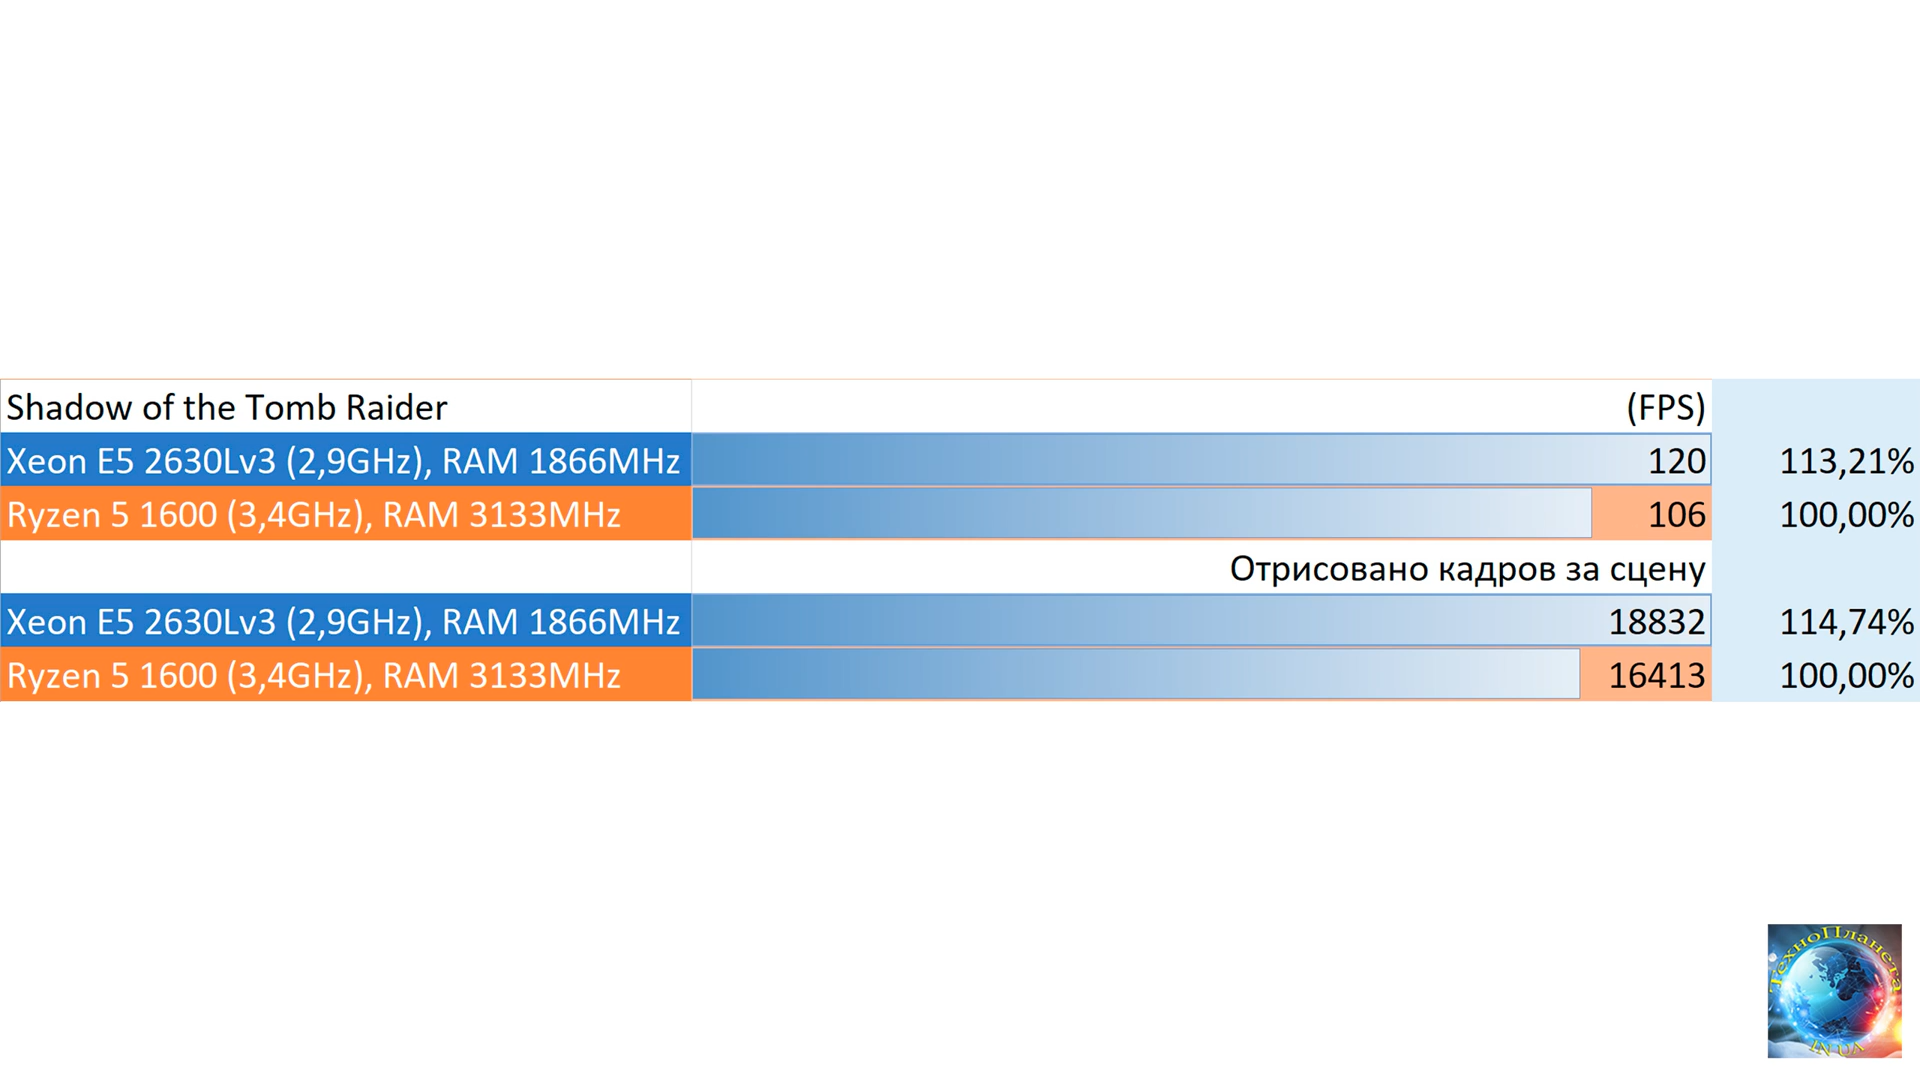 Shadow of the Tomb Raider (FPS)
Xeon E5 2630Lv3 (2,9GHz), RAM 1866MHz 120 113,21%
Ryzen 5 1600 (3,4GHz), RAM 3133MHz 106 100,00%
Отрисовано кадров за сцену
Xeon E5 2630Lv3 (2,9GHz), RAM 1866MHz 18832 114,74%
Ryzen 5 1600 (3,4GHz), RAM 3133MHz 16413 100,00%
ТехноПланета
IN UA